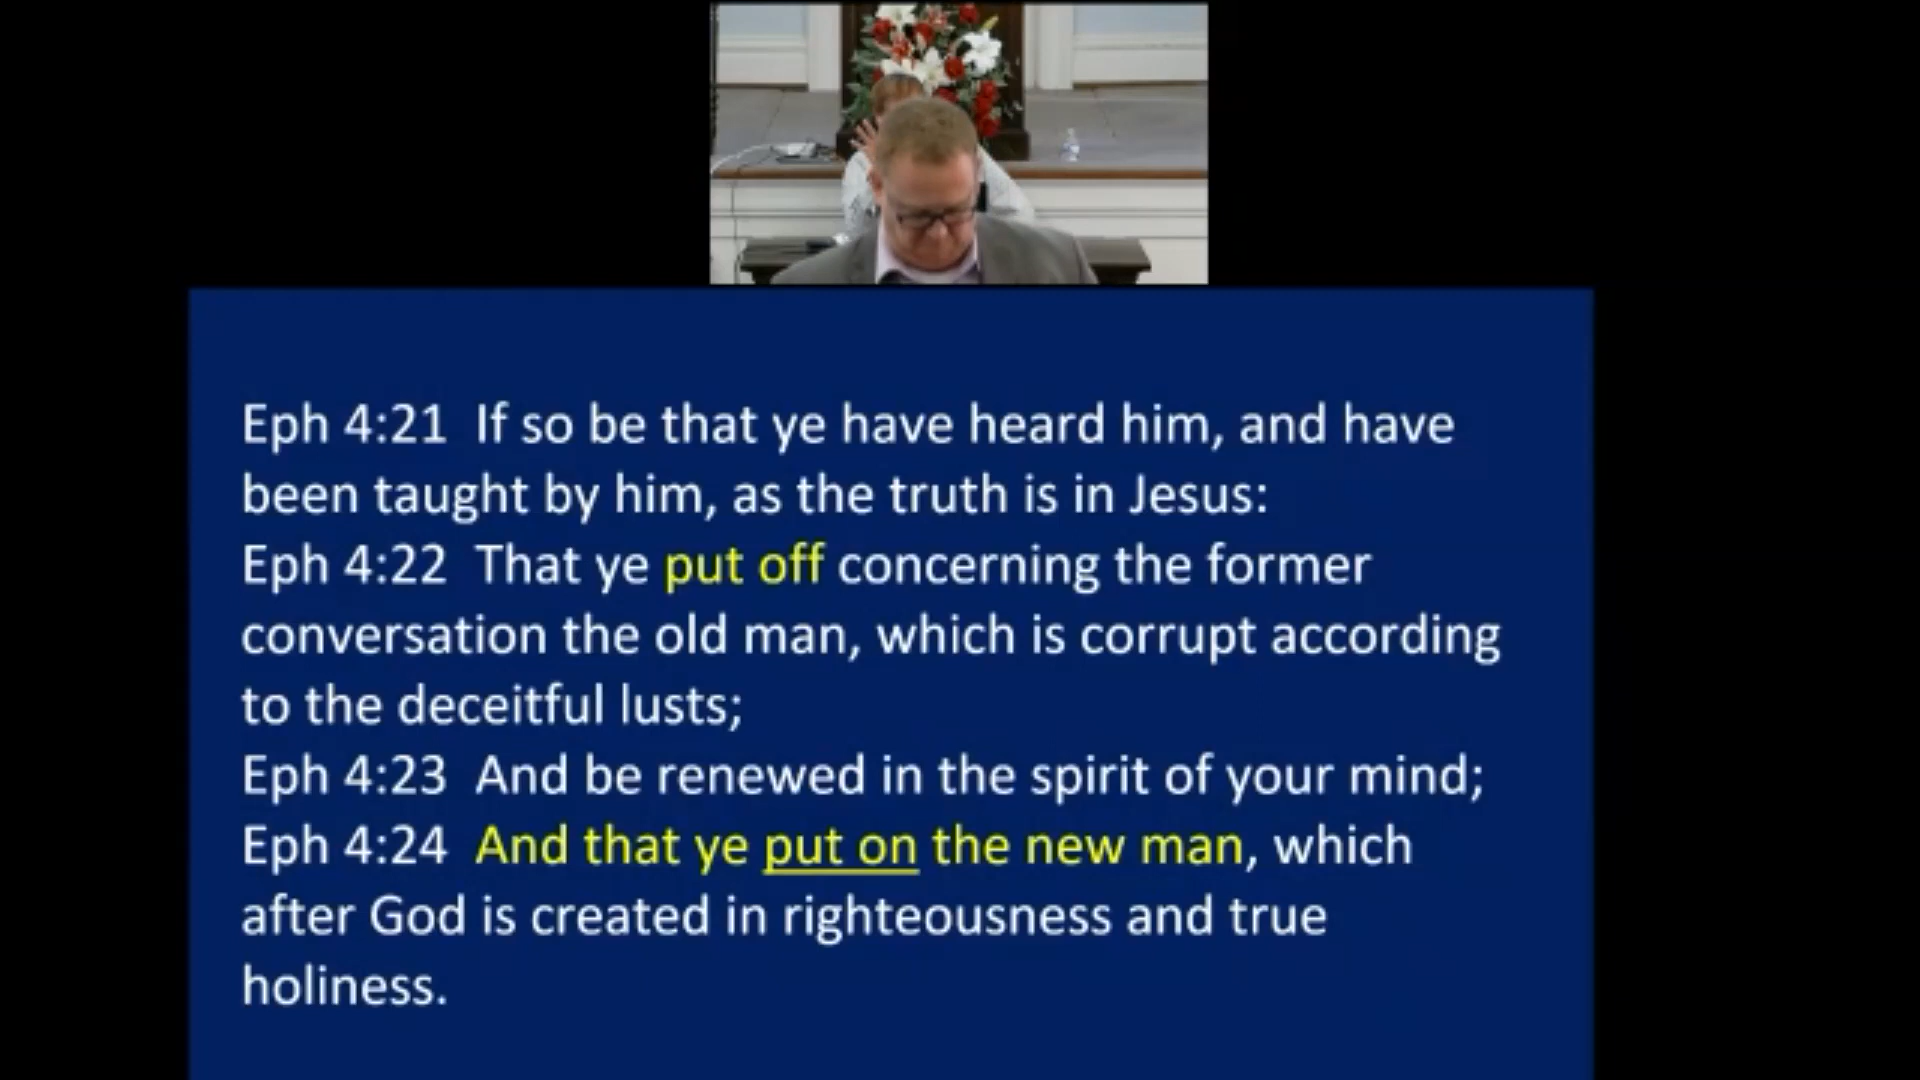 Eph 4:21  If so be that ye have heard him, and have
been taught by him, as the truth is in Jesus:
Eph 4:22  That ye put off concerning the former
conversation the old man, which is corrupt according
to the deceitful lusts;
Eph 4:23  And be renewed in the spirit of your mind;
Eph 4:24  And that ye put on the new man, which
after God is created in righteousness and true
holiness.